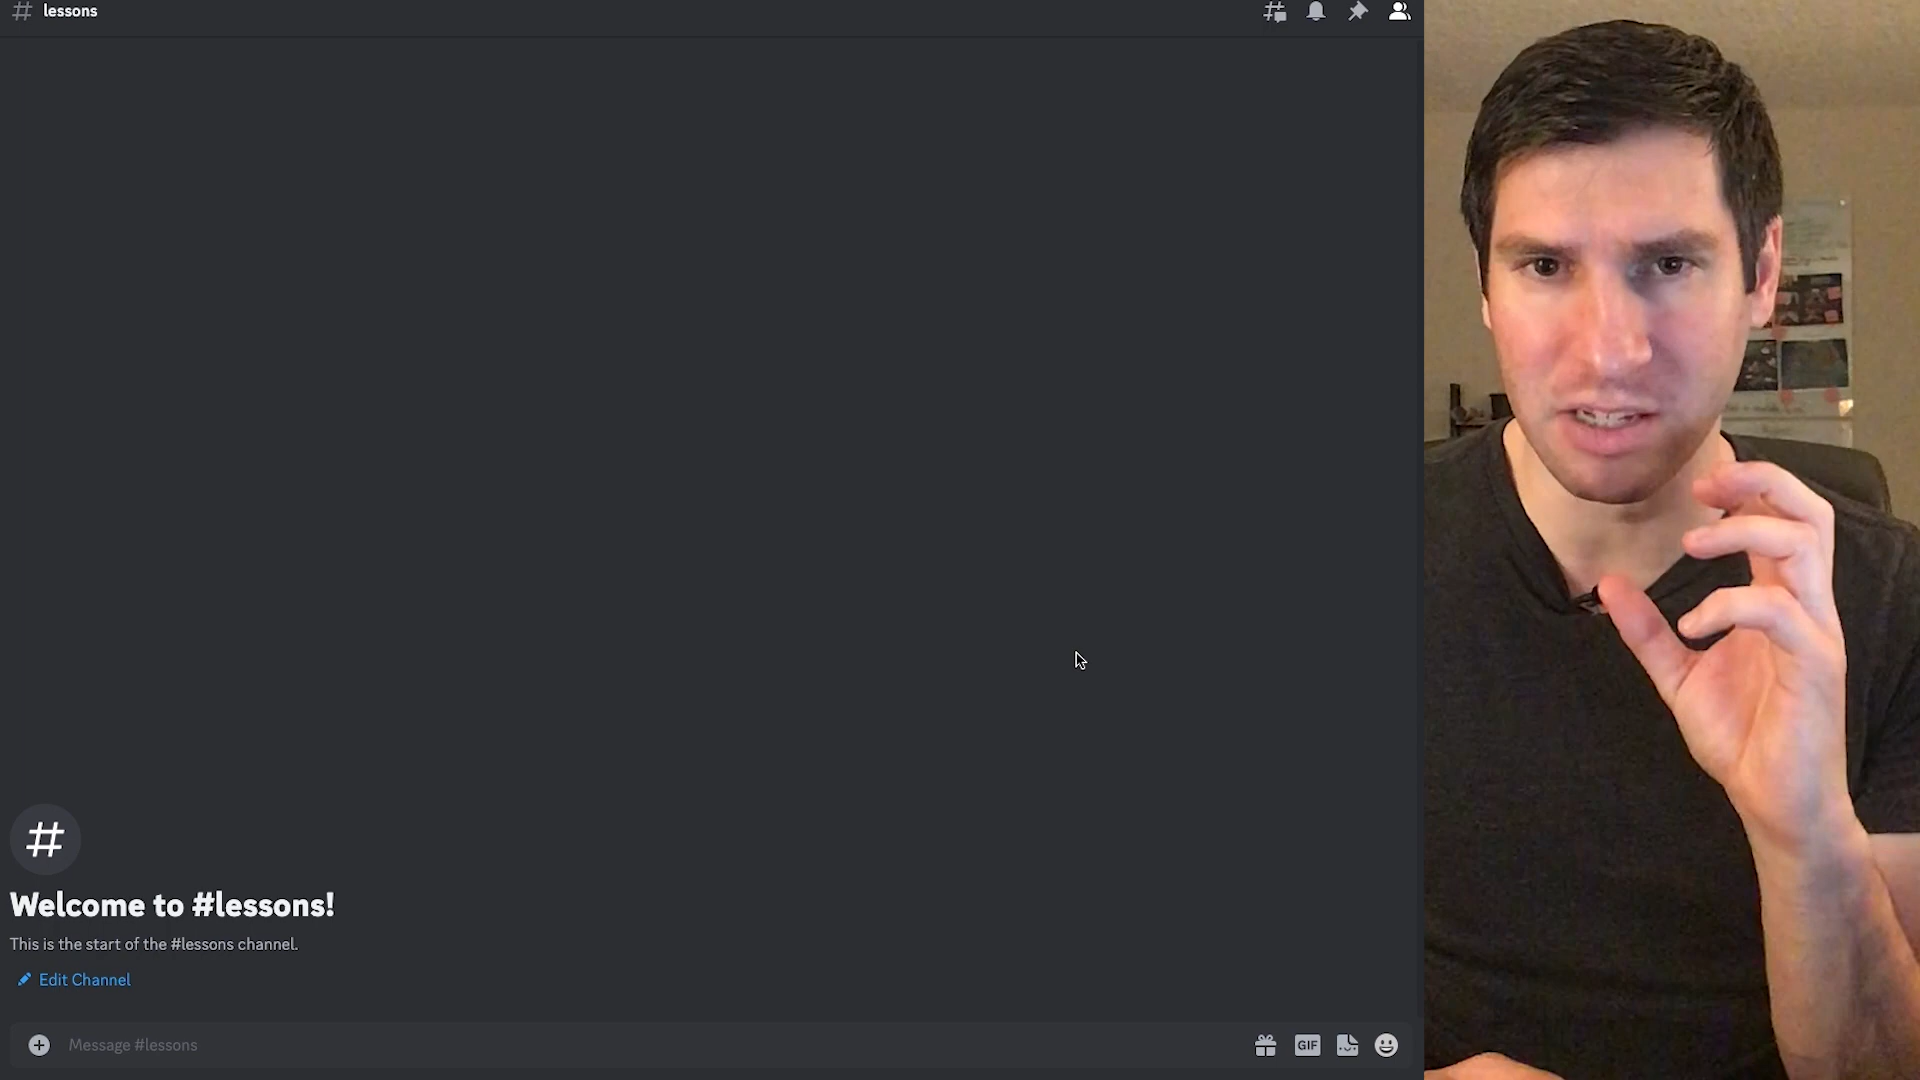 # lessons
#
Welcome to #lessons!
This is the start of the #lessons channel.
Edit Channel
Message #lessons
GIF